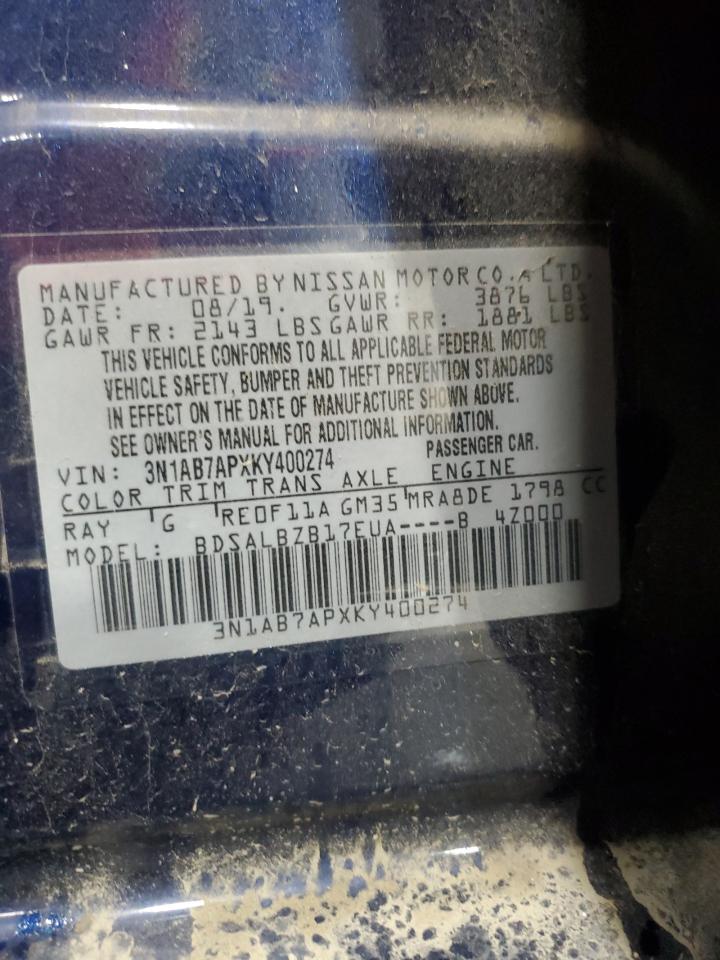 MANUFACTURED BY NISSAN MOTOR CO., LTD.
DATE: 08/19. GVWR: 3876 LBS
GAWR FR: 2143 LBS GAWR RR: 1881 LBS
THIS VEHICLE CONFORMS TO ALL APPLICABLE FEDERAL MOTOR
VEHICLE SAFETY, BUMPER AND THEFT PREVENTION STANDARDS
IN EFFECT ON THE DATE OF MANUFACTURE SHOWN ABOVE.
SEE OWNER'S MANUAL FOR ADDITIONAL INFORMATION.
VIN: 3N1AB7APXKY400274 PASSENGER CAR.
COLOR TRIM TRANS AXLE ENGINE
RAY G RE0F11A GM35 MRA8DE 1798 CC
MODEL: BDSALBZB17EUA----B 4Z000
3N1AB7APXKY400274